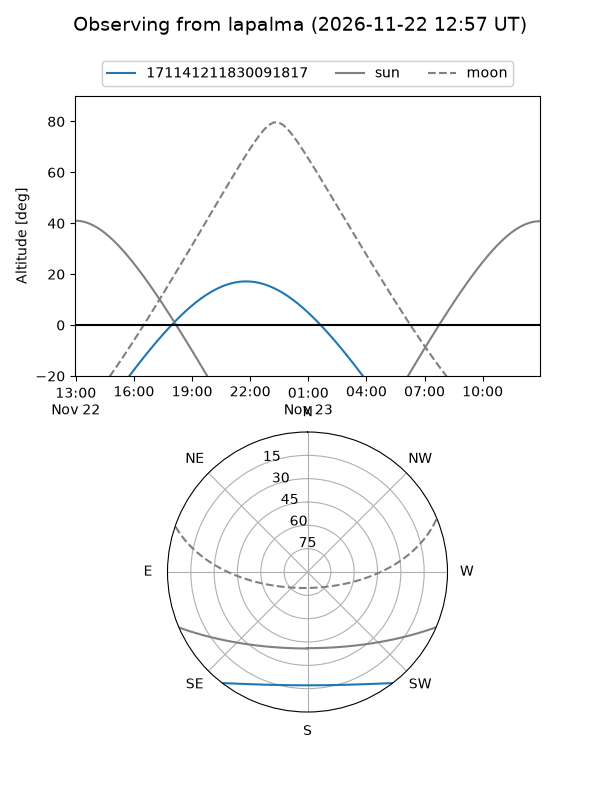 Observing from lapalma (2026-11-22 12:57 UT)
171141211830091817 sun moon
Altitude [deg]
80
60
40
20
0
−20
13:00 16:00 19:00 22:00 01:00 04:00 07:00 10:00
Nov 22 Nov 23
N
NE NW
15
30
45
60
75
E W
SE SW
S